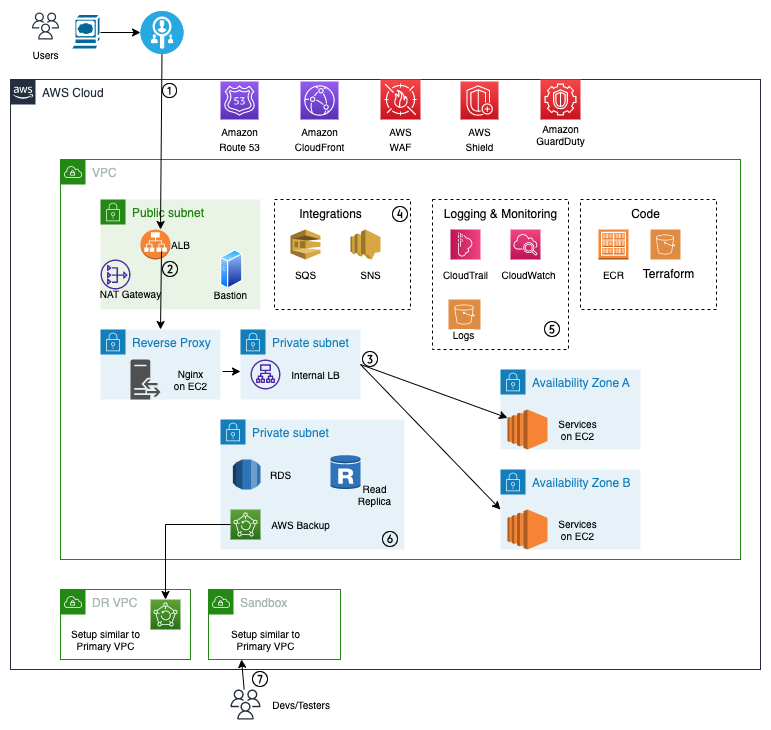 Users
aws
AWS Cloud
1
53
Amazon
Route 53
Amazon
CloudFront
AWS
WAF
AWS
Shield
Amazon
GuardDuty
VPC
Public subnet
ALB
2
NAT Gateway
Bastion
Integrations
4
SQS
SNS
Logging & Monitoring
CloudTrail
CloudWatch
Logs
5
Code
ECR
Terraform
Reverse Proxy
Nginx
on EC2
Private subnet
Internal LB
3
Availability Zone A
Services
on EC2
Private subnet
RDS
R
Read
Replica
AWS Backup
6
Availability Zone B
Services
on EC2
DR VPC
Setup similar to
Primary VPC
Sandbox
Setup similar to
Primary VPC
7
Devs/Testers